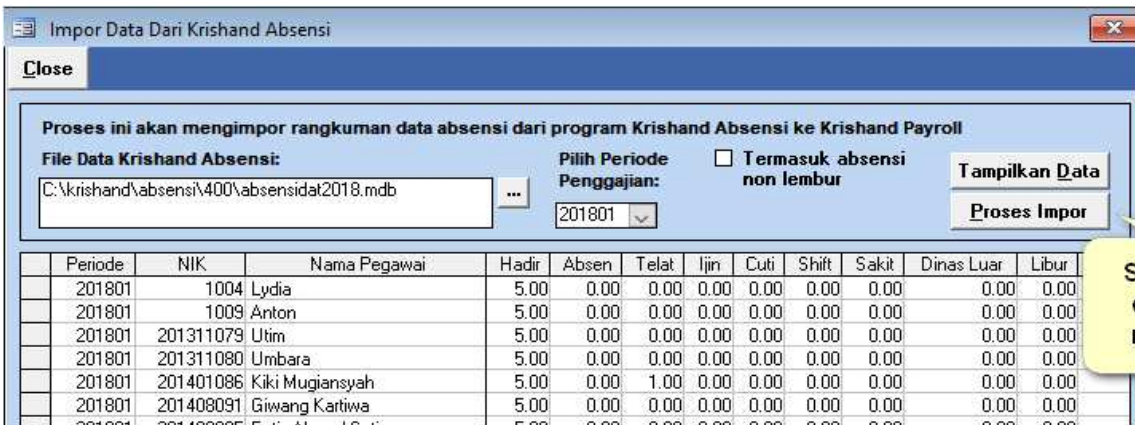 Impor Data Dari Krishand Absensi
Close
Proses ini akan mengimpor rangkuman data absensi dari program Krishand Absensi ke Krishand Payroll
File Data Krishand Absensi:
C:\krishand\absensi\400\absensidat2018.mdb
...
Pilih Periode
Penggajian:
201801
Termasuk absensi
non lembur
Tampilkan Data
Proses Impor
Periode NIK Nama Pegawai Hadir Absen Telat Ijin Cuti Shift Sakit Dinas Luar Libur
201801 1004 Lydia 5.00 0.00 0.00 0.00 0.00 0.00 0.00 0.00 0.00
201801 1009 Anton 5.00 0.00 0.00 0.00 0.00 0.00 0.00 0.00 0.00
201801 201311079 Utim 5.00 0.00 0.00 0.00 0.00 0.00 0.00 0.00 0.00
201801 201311080 Umbara 5.00 0.00 0.00 0.00 0.00 0.00 0.00 0.00 0.00
201801 201401086 Kiki Mugiansyah 5.00 0.00 1.00 0.00 0.00 0.00 0.00 0.00 0.00
201801 201408091 Giwang Kartiwa 5.00 0.00 0.00 0.00 0.00 0.00 0.00 0.00 0.00